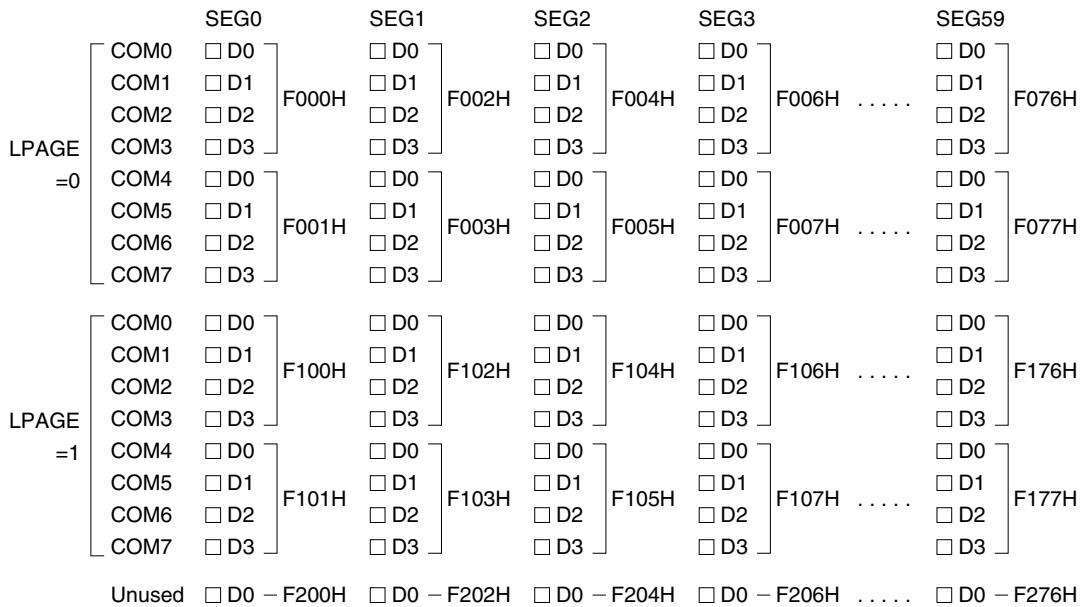 SEG0 SEG1 SEG2 SEG3 SEG59
COM0 D0 D0 D0 D0 D0
COM1 D1 D1 D1 D1 D1
F000H F002H F004H F006H ..... F076H
COM2 D2 D2 D2 D2 D2
LPAGE COM3 D3 D3 D3 D3 D3
=0 COM4 D0 D0 D0 D0 D0
COM5 D1 D1 D1 D1 D1
F001H F003H F005H F007H ..... F077H
COM6 D2 D2 D2 D2 D2
COM7 D3 D3 D3 D3 D3
COM0 D0 D0 D0 D0 D0
COM1 D1 D1 D1 D1 D1
F100H F102H F104H F106H ..... F176H
COM2 D2 D2 D2 D2 D2
LPAGE COM3 D3 D3 D3 D3 D3
=1 COM4 D0 D0 D0 D0 D0
COM5 D1 D1 D1 D1 D1
F101H F103H F105H F107H ..... F177H
COM6 D2 D2 D2 D2 D2
COM7 D3 D3 D3 D3 D3
Unused D0 – F200H D0 – F202H D0 – F204H D0 – F206H ..... D0 – F276H